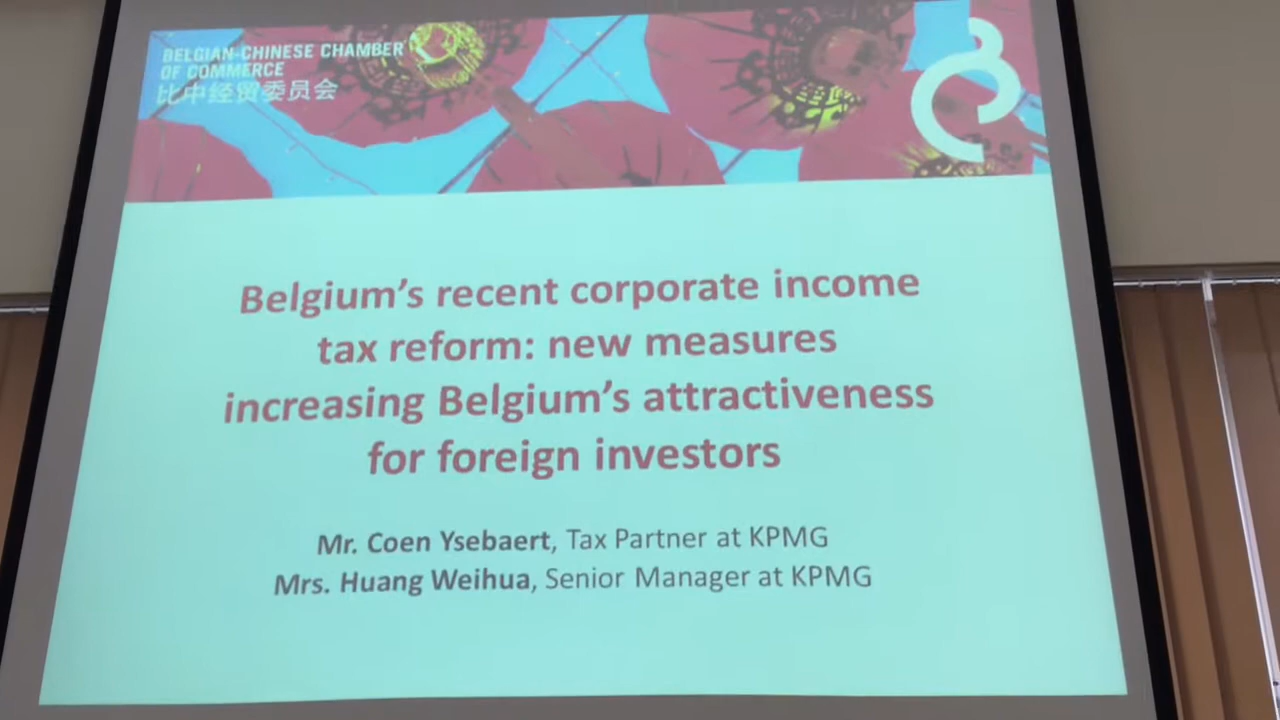 BELGIAN-CHINESE CHAMBER
OF COMMERCE
比中经贸委员会
Belgium's recent corporate income
tax reform: new measures
increasing Belgium's attractiveness
for foreign investors
Mr. Coen Ysebaert, Tax Partner at KPMG
Mrs. Huang Weihua, Senior Manager at KPMG